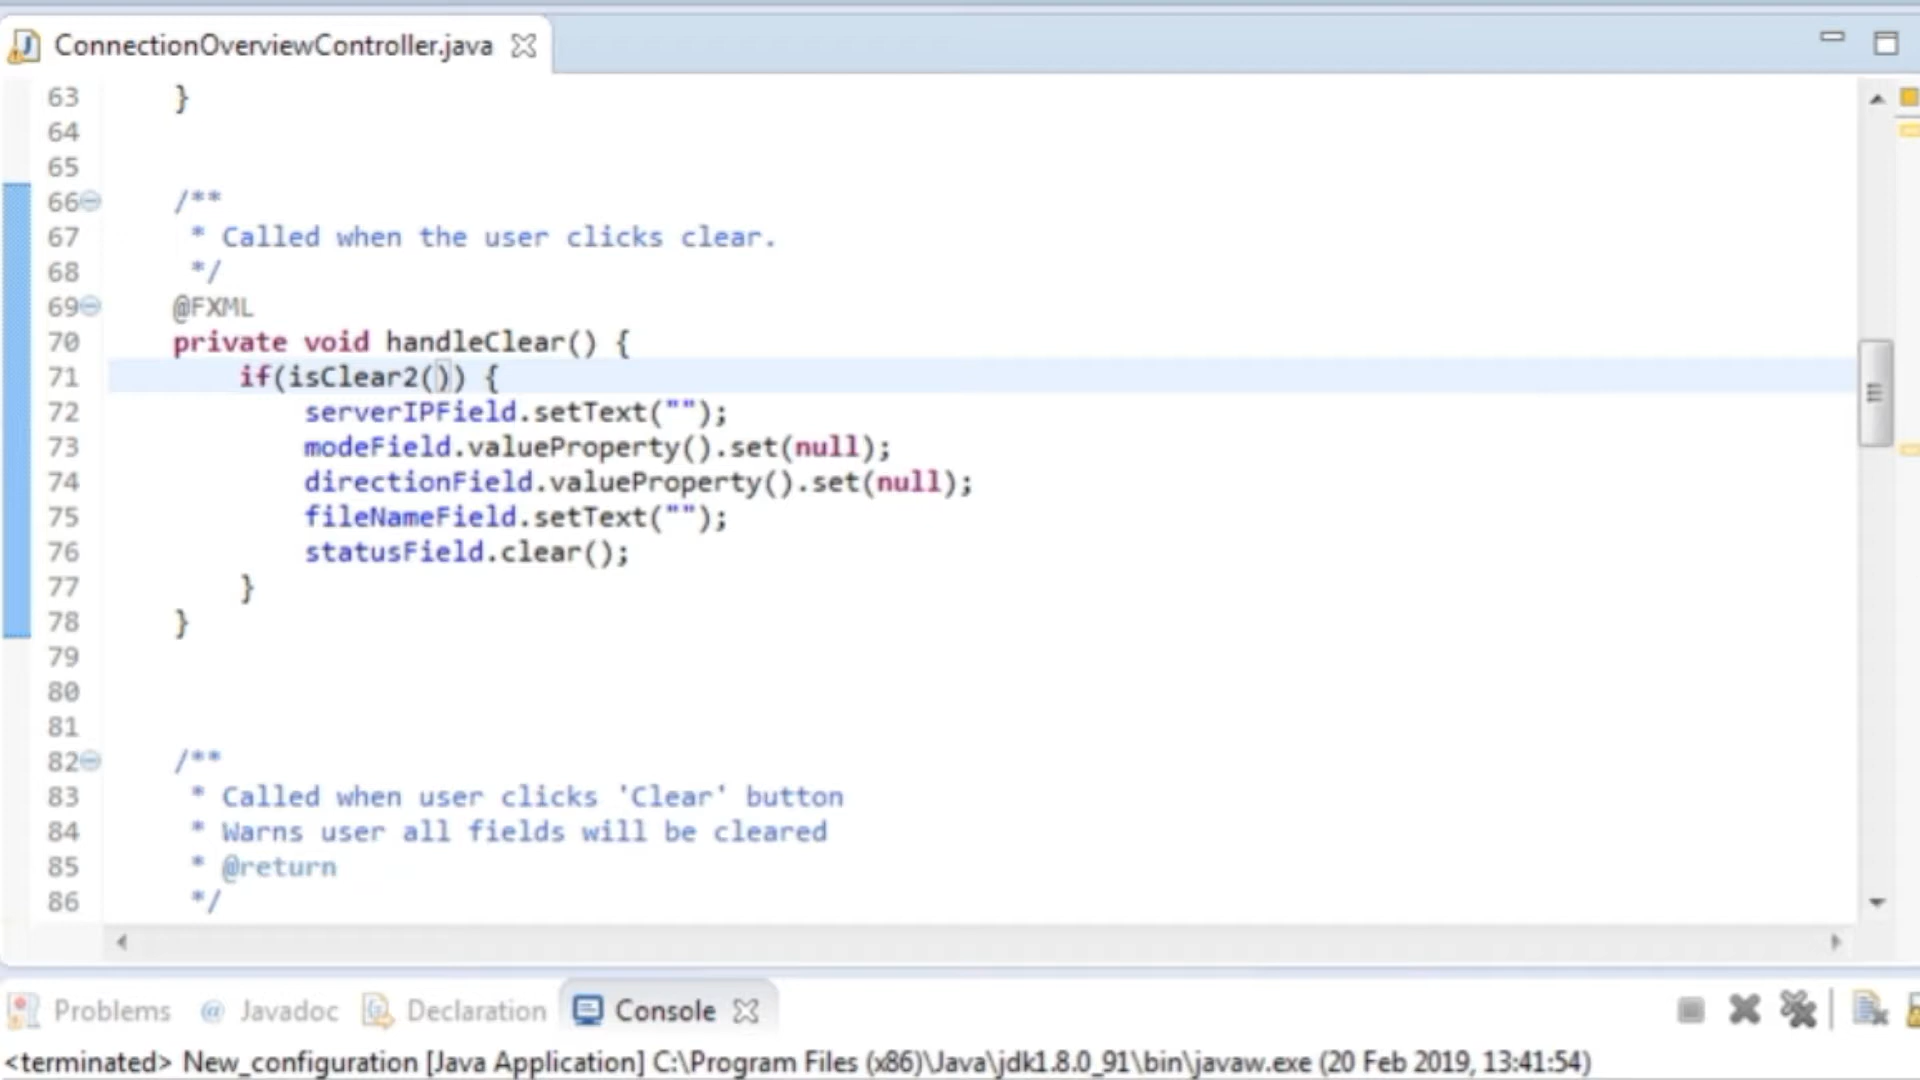 ConnectionOverviewController.java
63 }
64
65
66 /**
67 * Called when the user clicks clear.
68 */
69 @FXML
70 private void handleClear() {
71 if(isClear2()) {
72 serverIPField.setText("");
73 modeField.valueProperty().set(null);
74 directionField.valueProperty().set(null);
75 fileNameField.setText("");
76 statusField.clear();
77 }
78 }
79
80
81
82 /**
83 * Called when user clicks 'Clear' button
84 * Warns user all fields will be cleared
85 * @return
86 */
Problems @ Javadoc Declaration Console
<terminated> New_configuration [Java Application] C:\Program Files (x86)\Java\jdk1.8.0_91\bin\javaw.exe (20 Feb 2019, 13:41:54)